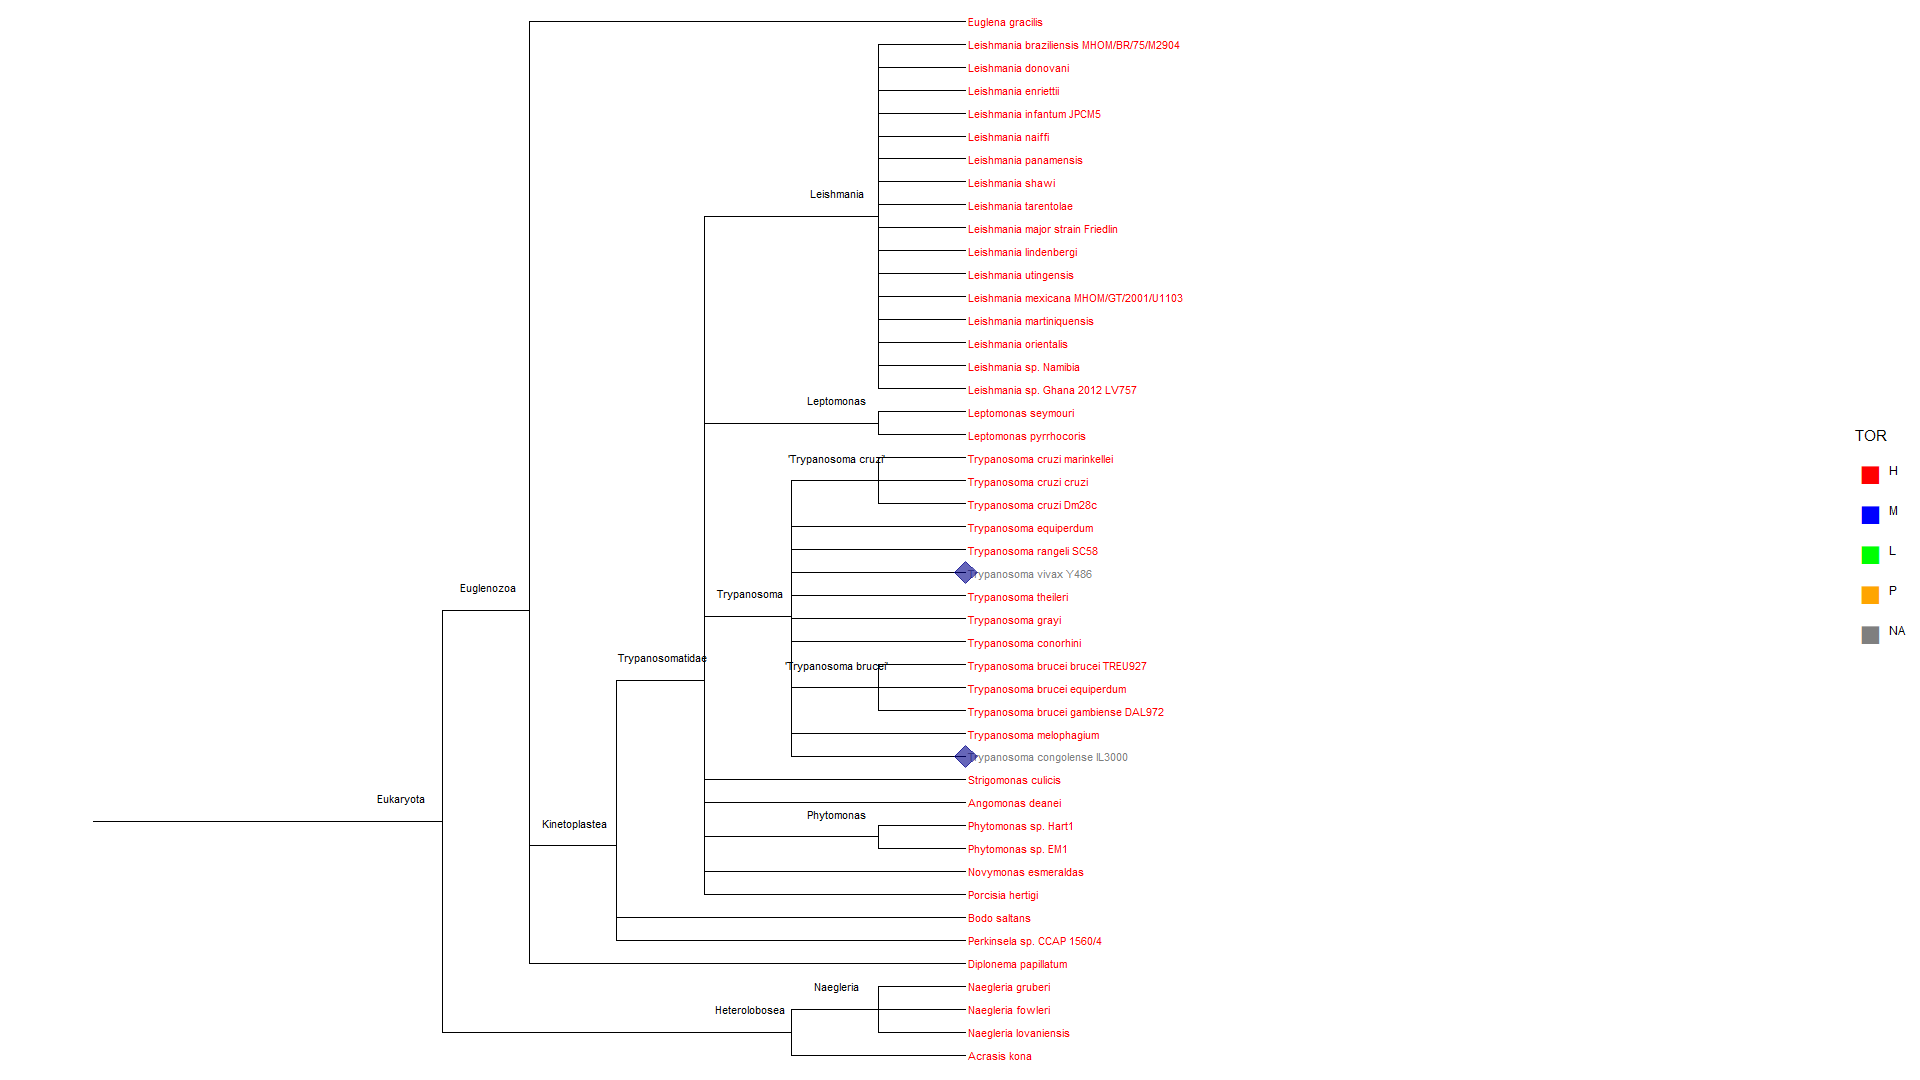 Euglena gracilis
Leishmania braziliensis MHOM/BR/75/M2904
Leishmania donovani
Leishmania enriettii
Leishmania infantum JPCM5
Leishmania naiffi
Leishmania panamensis
Leishmania shawi
Leishmania
Leishmania tarentolae
Leishmania major strain Friedlin
Leishmania lindenbergi
Leishmania utingensis
Leishmania mexicana MHOM/GT/2001/U1103
Leishmania martiniquensis
Leishmania orientalis
Leishmania sp. Namibia
Leishmania sp. Ghana 2012 LV757
Leptomonas
Leptomonas seymouri
Leptomonas pyrrhocoris
'Trypanosoma cruzi'
Trypanosoma cruzi marinkellei
Trypanosoma cruzi cruzi
Trypanosoma cruzi Dm28c
Trypanosoma equiperdum
Trypanosoma rangeli SC58
Trypanosoma vivax Y486
Euglenozoa
Trypanosoma
Trypanosoma theileri
Trypanosoma grayi
Trypanosoma conorhini
Trypanosomatidae
'Trypanosoma brucei'
Trypanosoma brucei brucei TREU927
Trypanosoma brucei equiperdum
Trypanosoma brucei gambiense DAL972
Trypanosoma melophagium
Trypanosoma congolense IL3000
Strigomonas culicis
Eukaryota
Angomonas deanei
Phytomonas
Kinetoplastea
Phytomonas sp. Hart1
Phytomonas sp. EM1
Novymonas esmeraldas
Porcisia hertigi
Bodo saltans
Perkinsela sp. CCAP 1560/4
Diplonema papillatum
Naegleria
Naegleria gruberi
Heterolobosea
Naegleria fowleri
Naegleria lovaniensis
Acrasis kona
TOR
H
M
L
P
NA